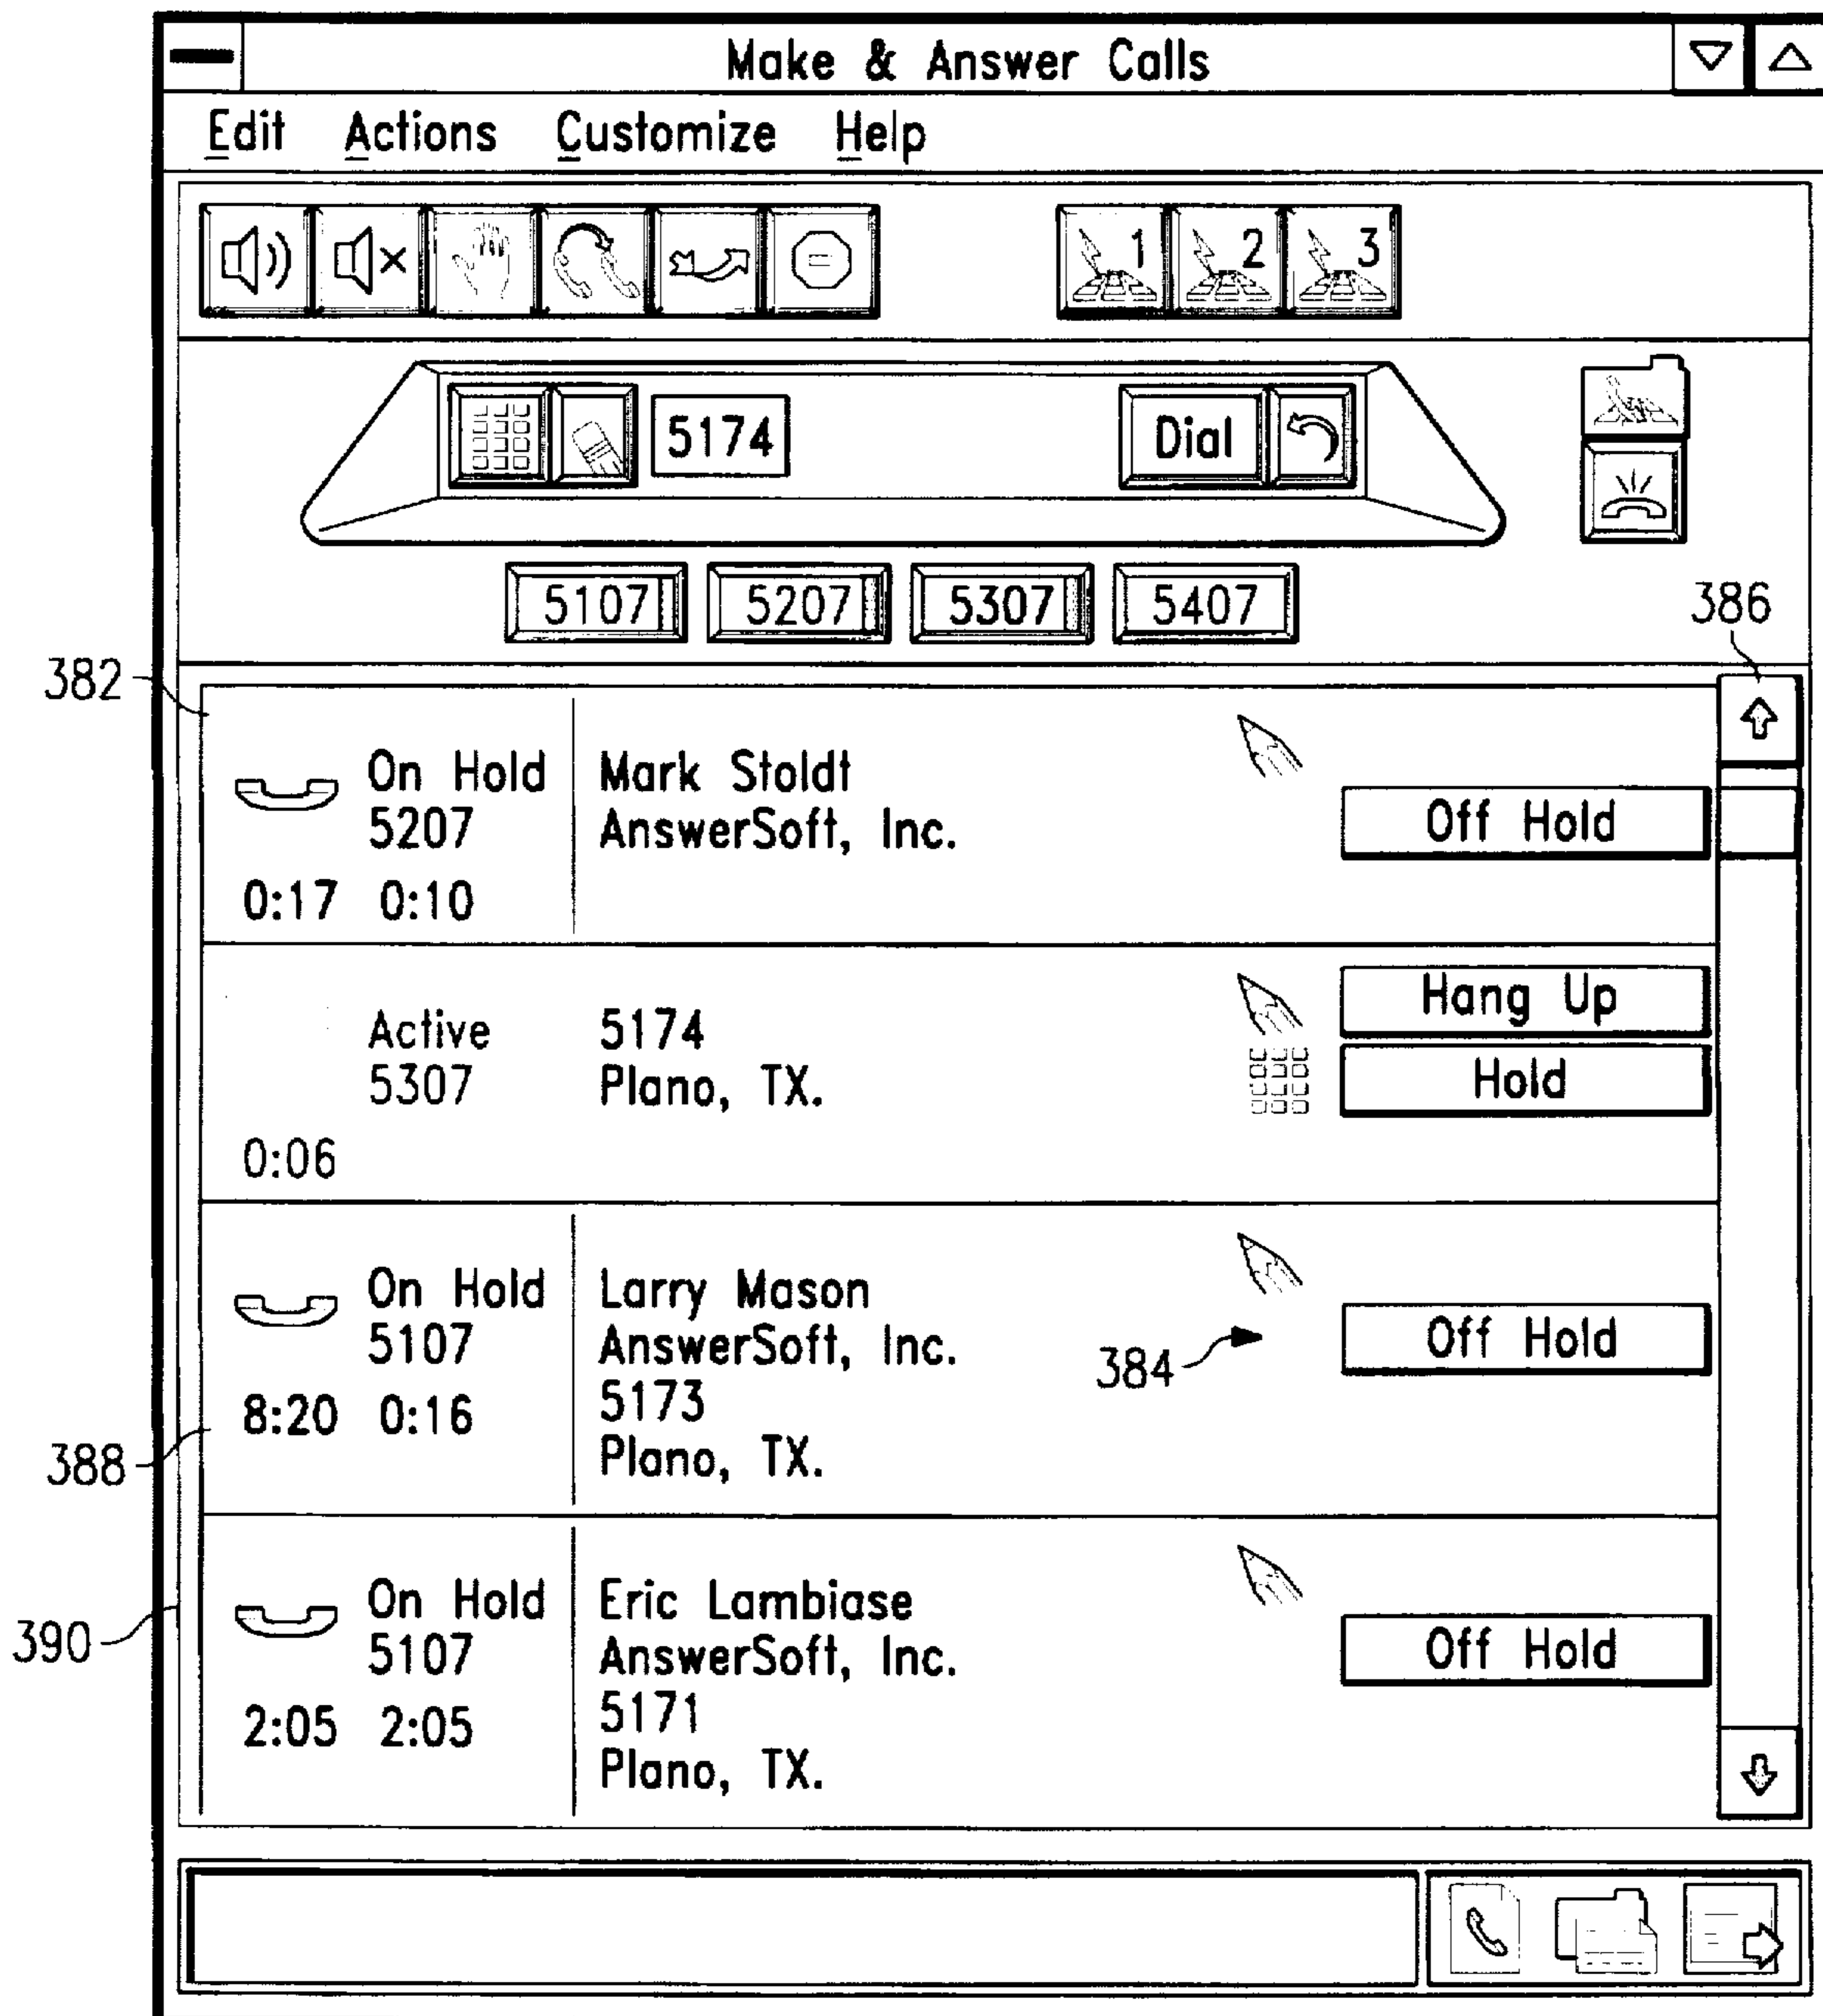 Make & Answer Calls
Edit Actions Customize Help
1 2 3
5174 Dial
5107 5207 5307 5407
386
382
On Hold
5207
0:17 0:10
Mark Stoldt
AnswerSoft, Inc.
Off Hold
Active
5307
0:06
5174
Plano, TX.
Hang Up
Hold
On Hold
5107
8:20 0:16
Larry Mason
AnswerSoft, Inc.
5173
Plano, TX.
384
Off Hold
388
390
On Hold
5107
2:05 2:05
Eric Lambiase
AnswerSoft, Inc.
5171
Plano, TX.
Off Hold